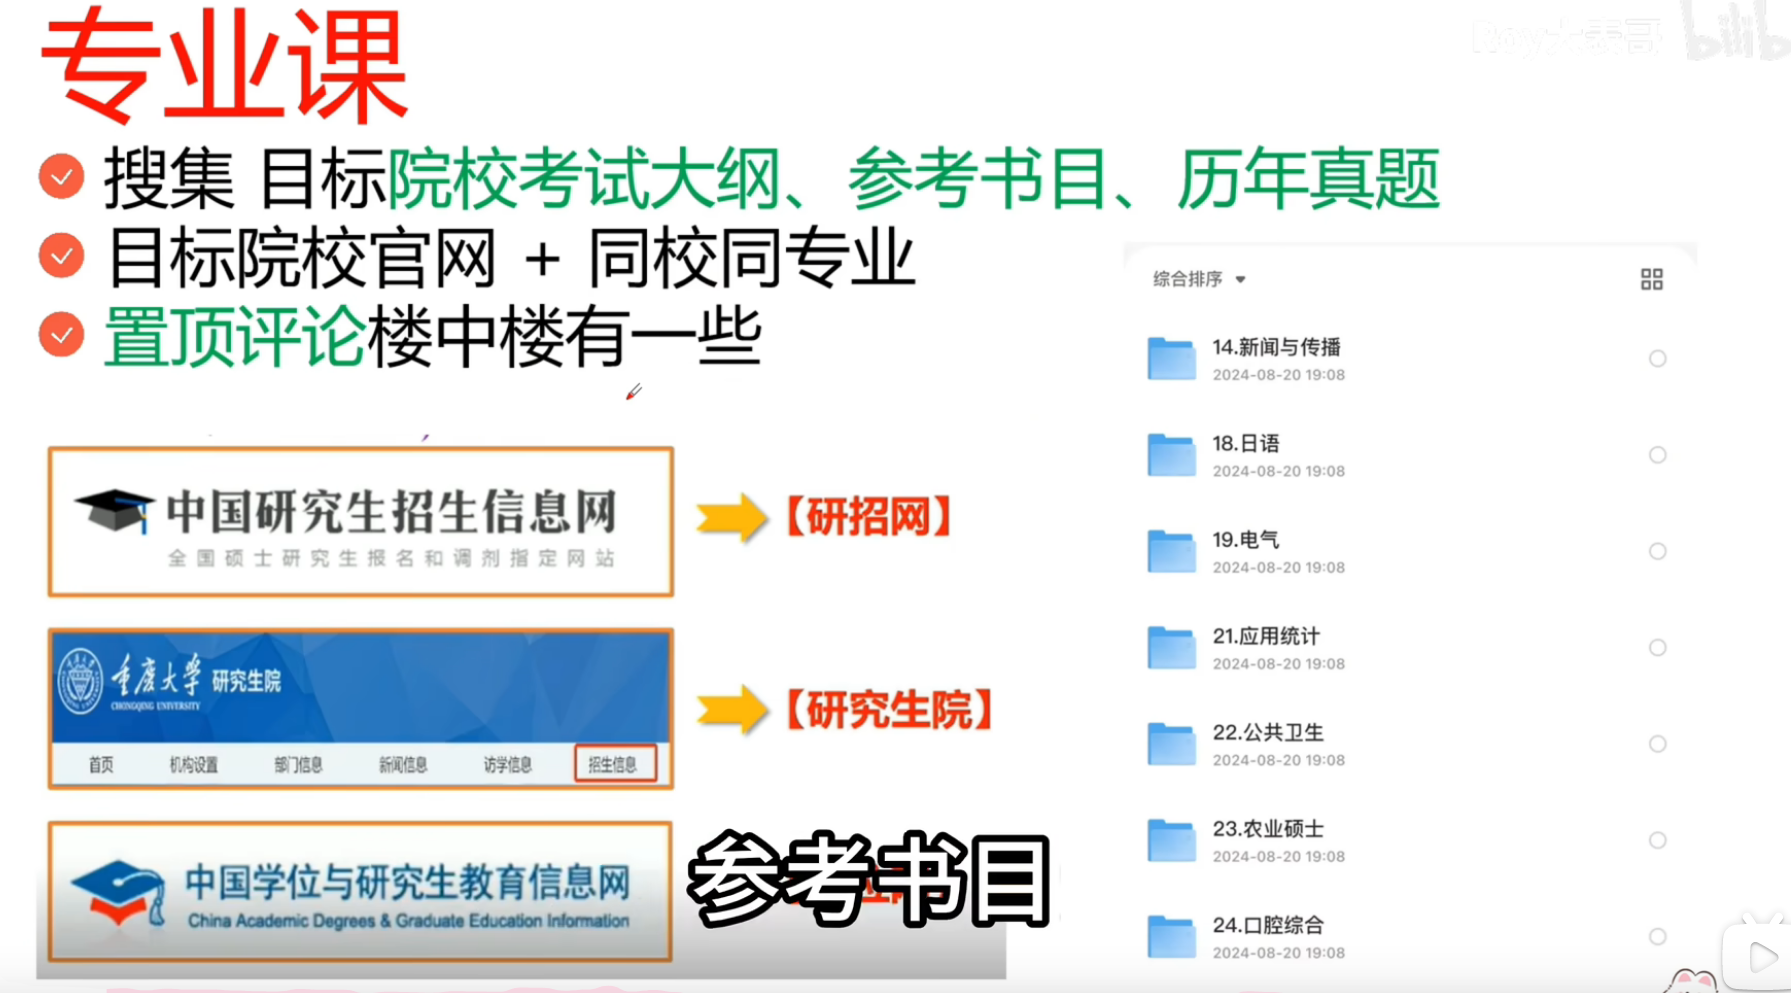 专业课
搜集 目标院校考试大纲、参考书目、历年真题
目标院校官网 + 同校同专业
置顶评论楼中楼有一些
中国研究生招生信息网
全国硕士研究生报名和调剂指定网站
【研招网】
重庆大学 研究生院
CHONGQING UNIVERSITY
首页 机构设置 部门信息 新闻信息 访学信息 招生信息
【研究生院】
中国学位与研究生教育信息网
China Academic Degrees & Graduate Education Information
参考书目
综合排序
14.新闻与传播
2024-08-20 19:08
18.日语
2024-08-20 19:08
19.电气
2024-08-20 19:08
21.应用统计
2024-08-20 19:08
22.公共卫生
2024-08-20 19:08
23.农业硕士
2024-08-20 19:08
24.口腔综合
2024-08-20 19:08
Roy大表哥
bilib